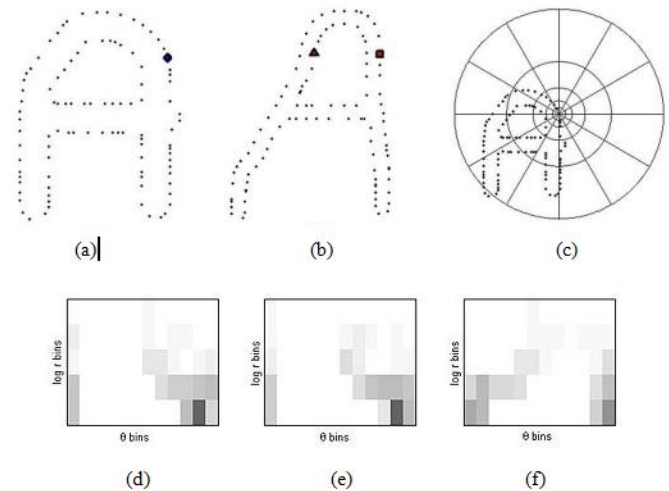 (a) (b) (c)
log r bins log r bins log r bins
θ bins θ bins θ bins
(d) (e) (f)